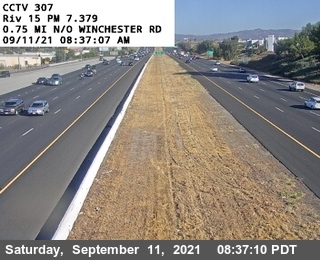 CCTV 307
Riv 15 PM 7.379
0.75 MI N/O WINCHESTER RD
09/11/21 08:37:07 AM
Saturday, September 11, 2021 08:37:10 PDT